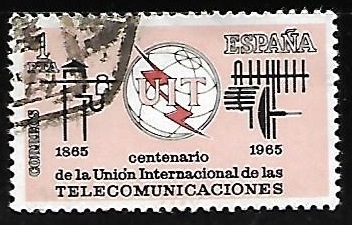 1
PTA
ESPAÑA
UIT
CORREOS
1865
1965
centenario
de la Unión Internacional de las
TELECOMUNICACIONES